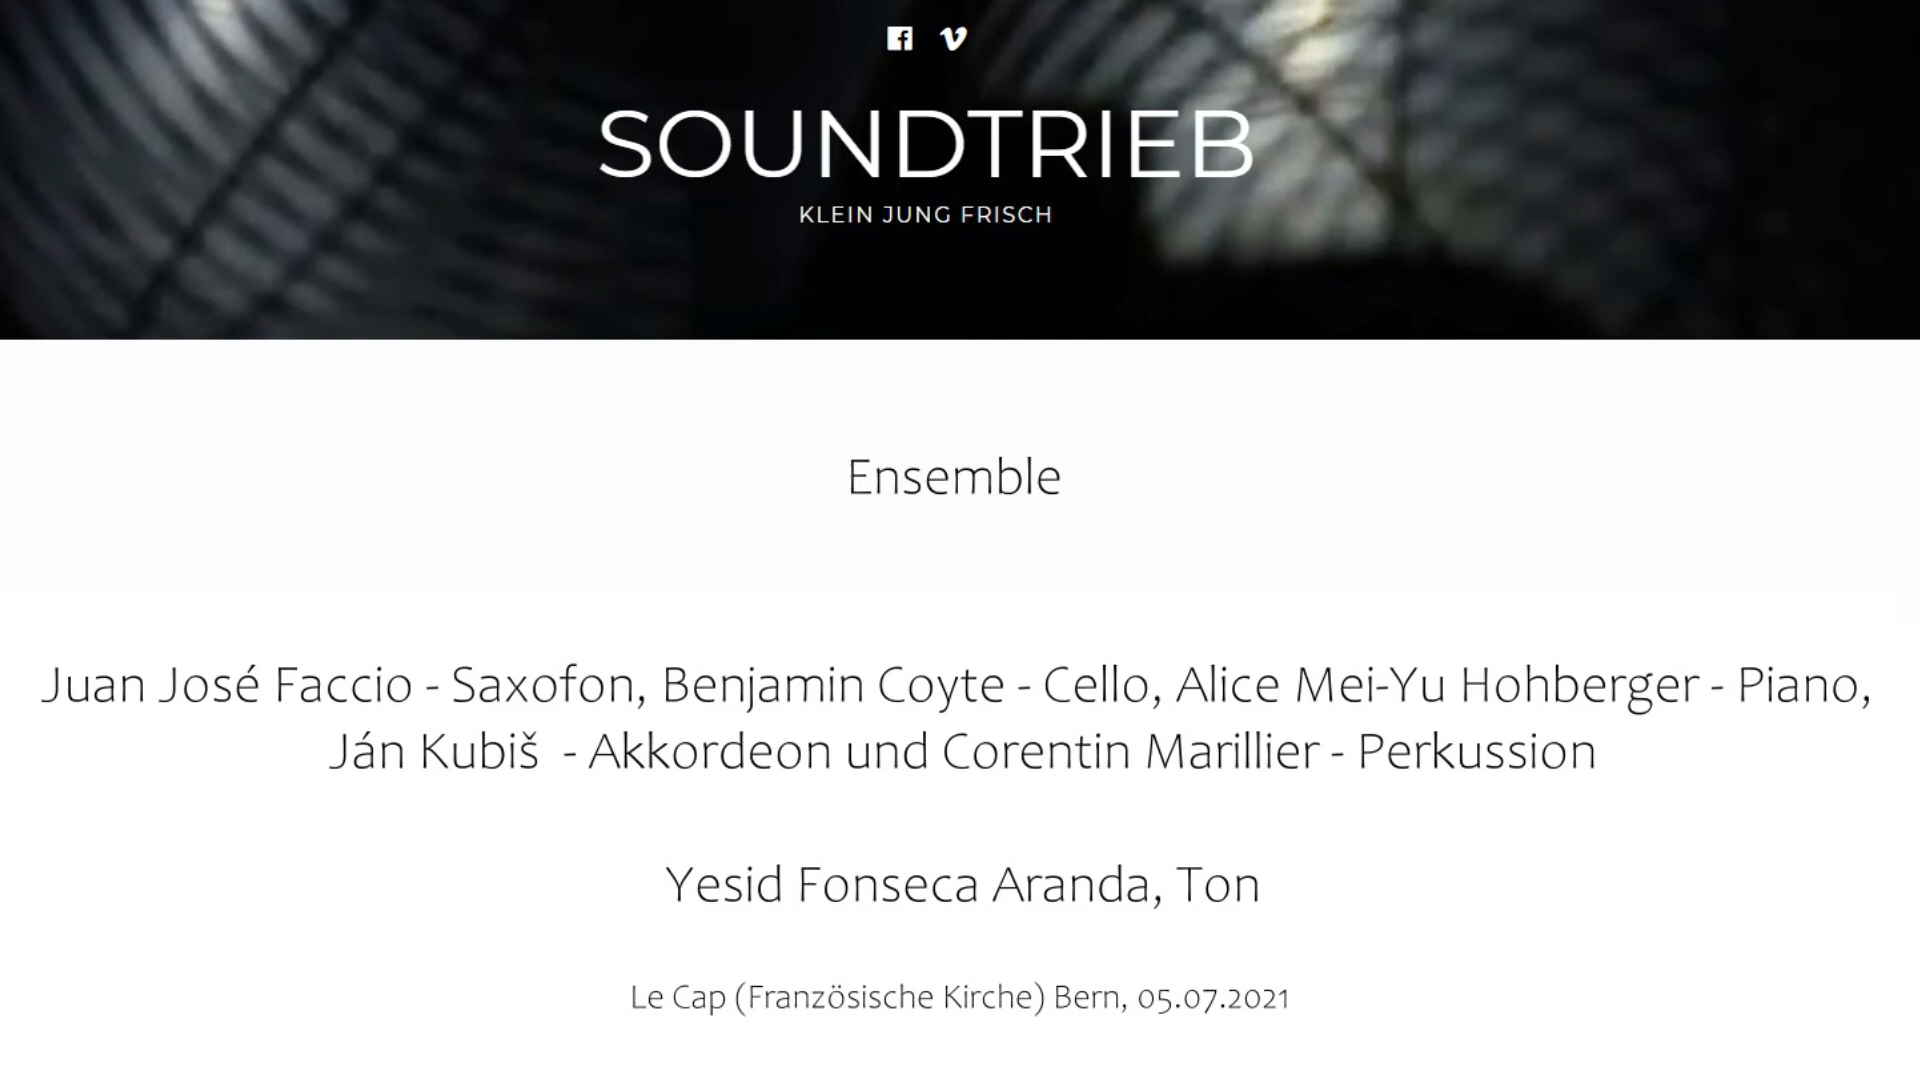 SOUNDTRIEB
KLEIN JUNG FRISCH
Ensemble
Juan José Faccio - Saxofon, Benjamin Coyte - Cello, Alice Mei-Yu Hohberger - Piano,
Ján Kubiš  - Akkordeon und Corentin Marillier - Perkussion
Yesid Fonseca Aranda, Ton
Le Cap (Französische Kirche) Bern, 05.07.2021